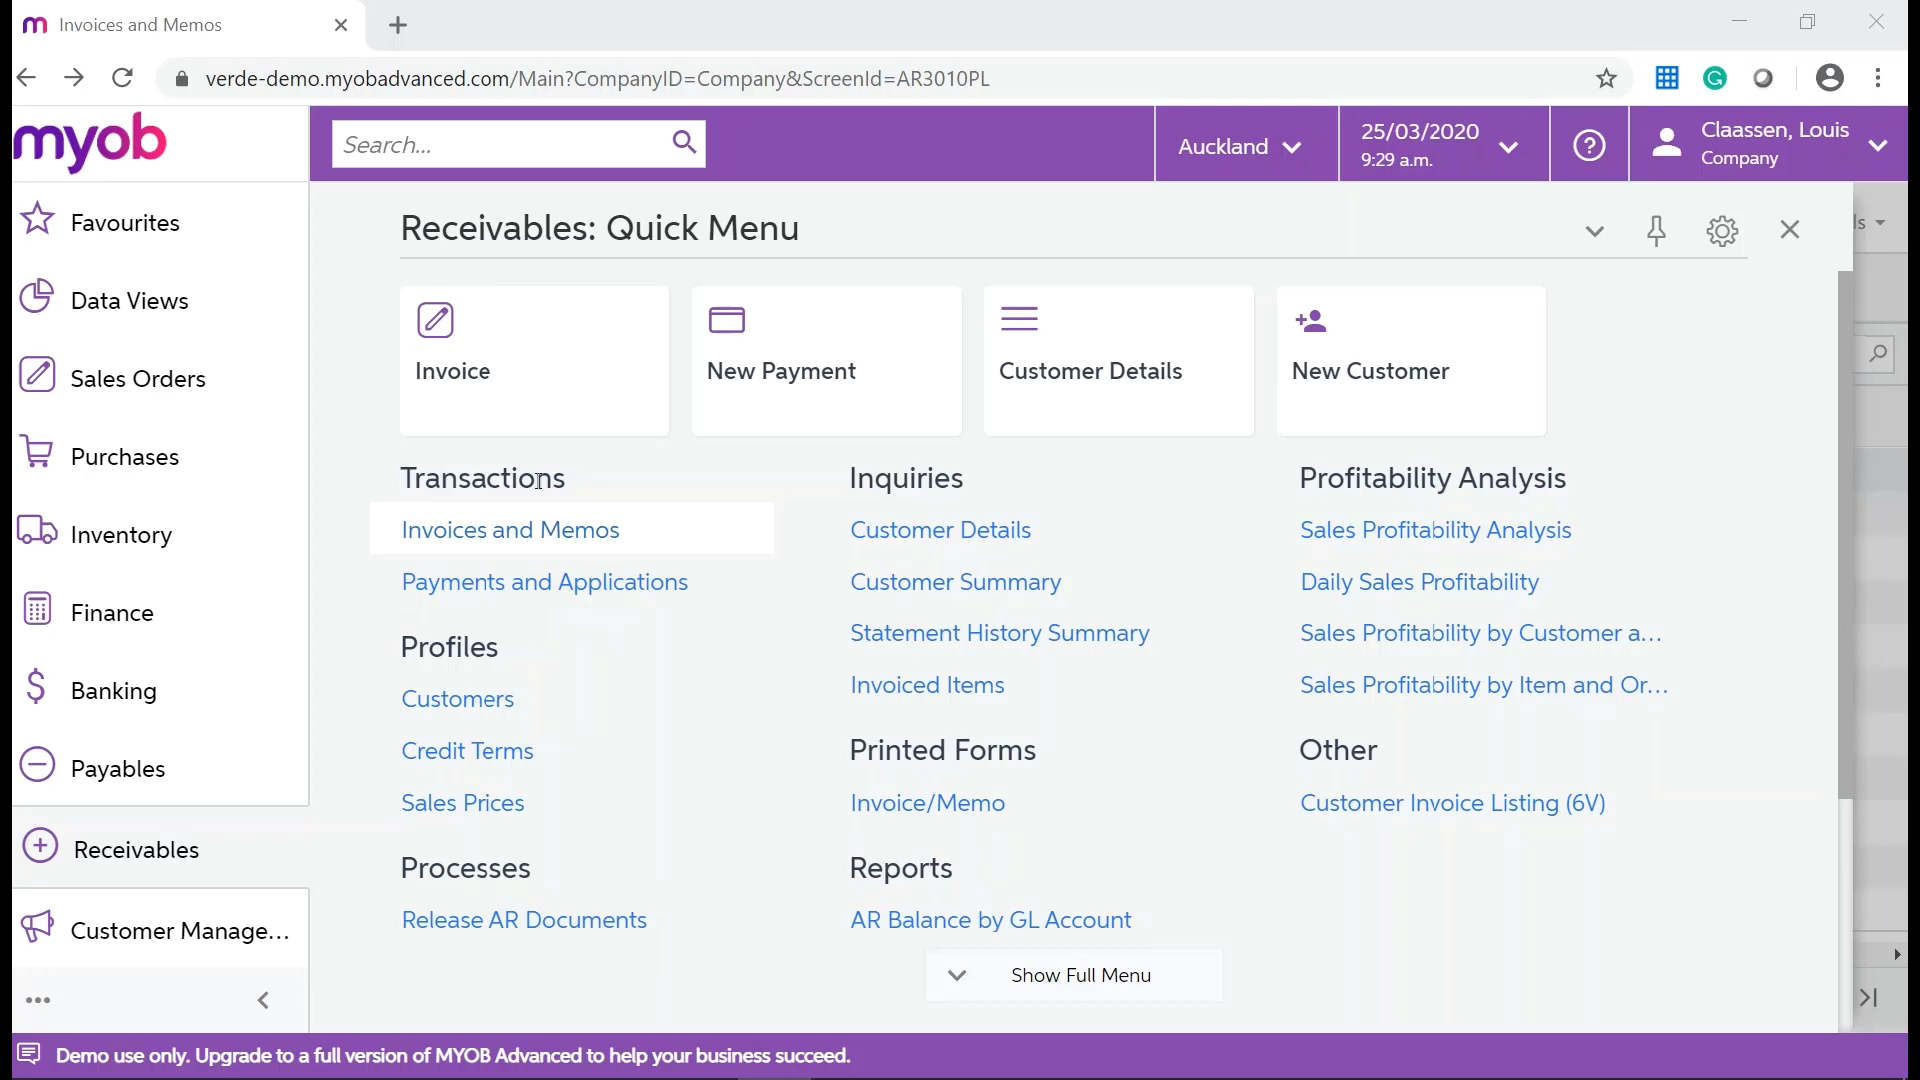 Invoices and Memos
verde-demo.myobadvanced.com/Main?CompanyID=Company&ScreenId=AR3010PL
myob
Search...
Auckland
25/03/2020
9:29 a.m.
Claassen, Louis
Company
Favourites
Data Views
Sales Orders
Purchases
Inventory
Finance
Banking
Payables
Receivables
Customer Manage...
Receivables: Quick Menu
ls
Invoice
New Payment
Customer Details
New Customer
Transactions
Invoices and Memos
Payments and Applications
Profiles
Customers
Credit Terms
Sales Prices
Processes
Release AR Documents
Inquiries
Customer Details
Customer Summary
Statement History Summary
Invoiced Items
Printed Forms
Invoice/Memo
Reports
AR Balance by GL Account
Profitability Analysis
Sales Profitability Analysis
Daily Sales Profitability
Sales Profitability by Customer a...
Sales Profitability by Item and Or...
Other
Customer Invoice Listing (6V)
Show Full Menu
Demo use only. Upgrade to a full version of MYOB Advanced to help your business succeed.